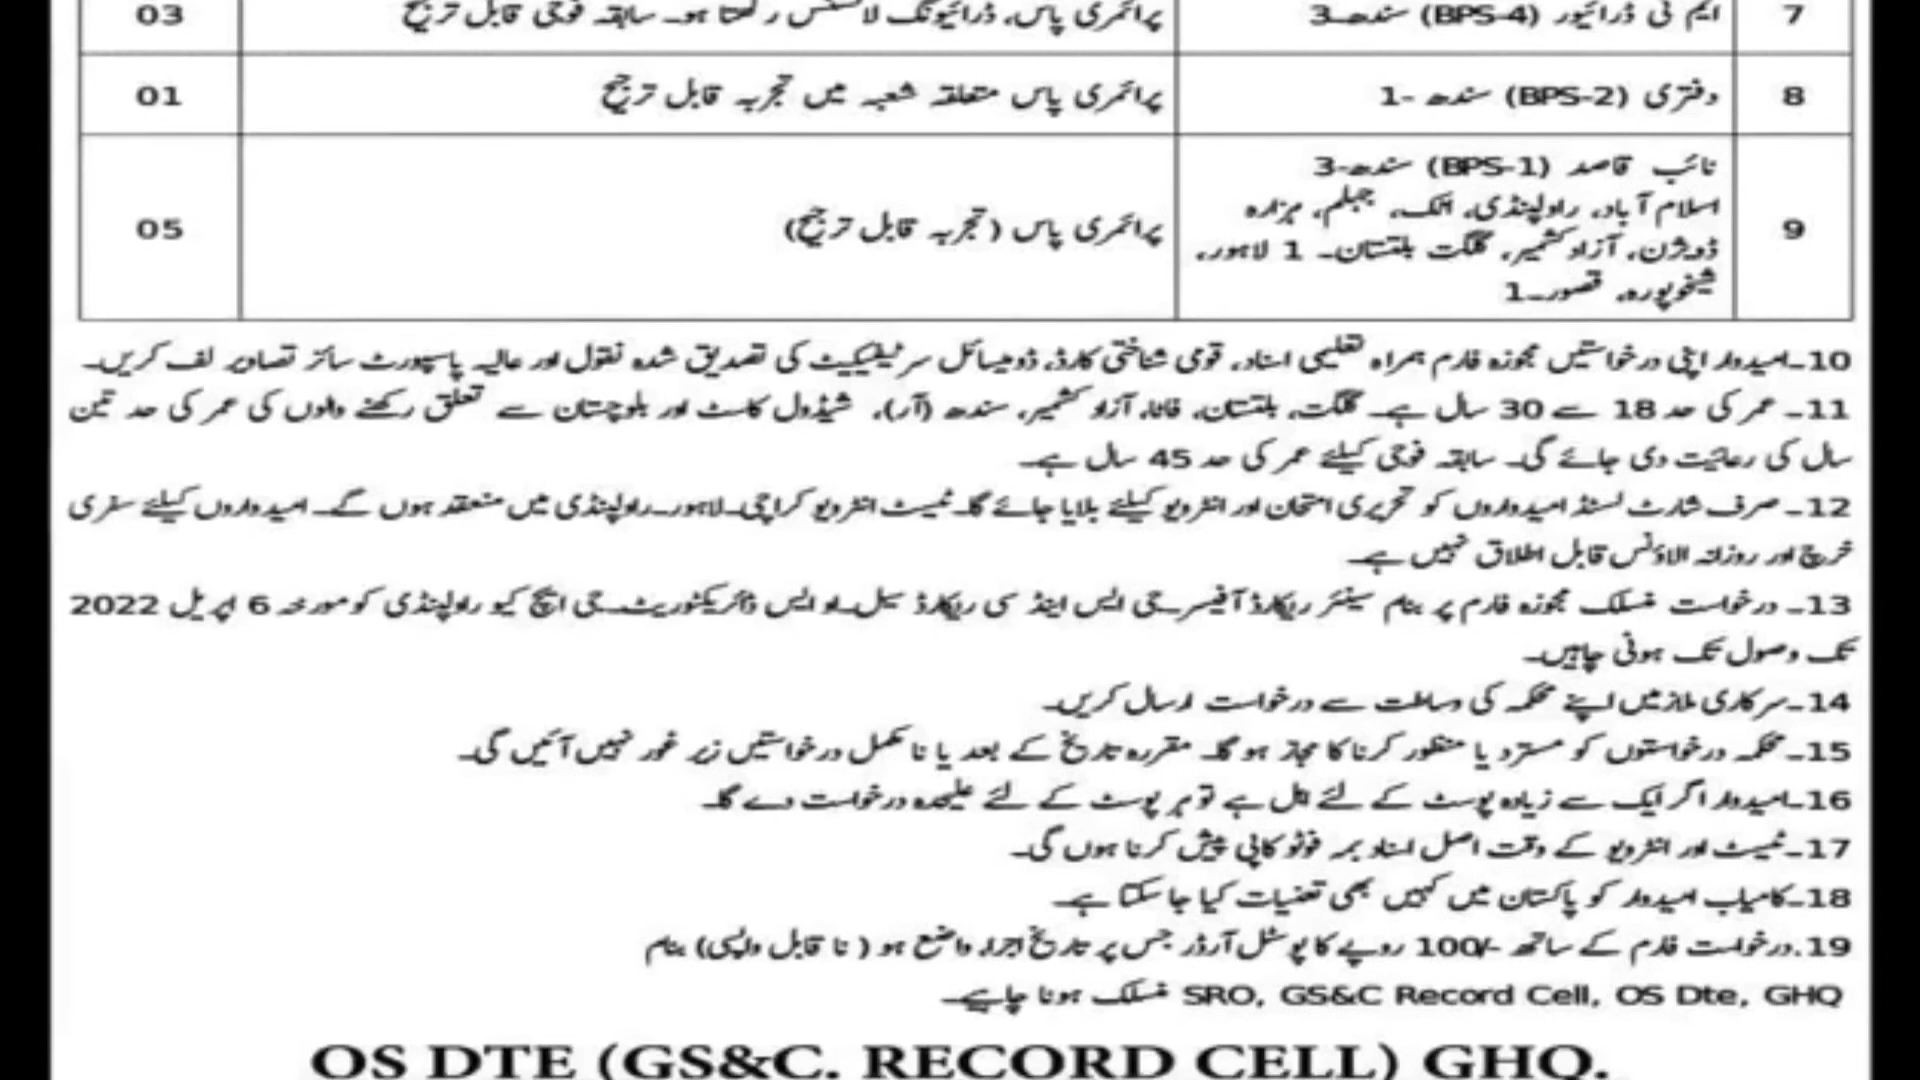 7 ایم ٹی ڈرائیور (BPS-4) سندھ-3 پرائمری پاس، ڈرائیونگ لائسنس رکھتا ہو۔ سابقہ فوجی قابل ترجیح 03
8 دفتری (BPS-2) سندھ -1 پرائمری پاس متعلقہ شعبہ میں تجربہ قابل ترجیح 01
9 نائب قاصد (BPS-1) سندھ-3
اسلام آباد، راولپنڈی، اٹک، جہلم، ہزارہ
ڈویژن، آزاد کشمیر، گلگت بلتستان۔ 1 لاہور،
شیخوپورہ، قصور۔1
پرائمری پاس (تجربہ قابل ترجیح)
05
10۔امیدوار اپنی درخواستیں مجوزہ فارم ہمراہ تعلیمی اسناد، قومی شناختی کارڈ، ڈومیسائل سرٹیفکیٹ کی تصدیق شدہ نقول اور حالیہ پاسپورٹ سائز تصاویر لف کریں۔
11۔ عمر کی حد 18 سے 30 سال ہے۔ گلگت، بلتستان، فاٹا، آزاد کشمیر، سندھ (آر)، شیڈول کاسٹ اور بلوچستان سے تعلق رکھنے والوں کی عمر کی حد تین
سال کی رعائیت دی جائے گی۔ سابقہ فوجی کیلئے عمر کی حد 45 سال ہے۔
12۔ صرف شارٹ لسٹڈ امیدواروں کو تحریری امتحان اور انٹرویو کیلئے بلایا جائے گا۔ ٹیسٹ انٹرویو کراچی۔لاہور۔راولپنڈی میں منعقد ہوں گے۔ امیدواروں کیلئے سفری
خرچ اور روزانہ الاؤنس قابل اطلاق نہیں ہے۔
13۔ درخواست منسلک مجوزہ فارم پر بنام سینئر ریکارڈ آفیسر۔جی ایس اینڈ سی ریکارڈ سیل۔او ایس ڈائریکٹوریٹ۔جی ایچ کیو راولپنڈی کو مورخہ 6 اپریل 2022
تک وصول تک ہونی چاہیں۔
14۔سرکاری ملازمیں اپنے محکمہ کی وساطت سے درخواست ارسال کریں۔
15۔محکمہ درخواستوں کو مسترد یا منظور کرنا کا مجاز ہو گا۔ مقررہ تاریخ کے بعد یا نا مکمل درخواستیں زیر غور نہیں آئیں گی۔
16۔امیدوار اگر ایک سے زیادہ پوسٹ کے لئے اہل ہے تو ہر پوسٹ کے لئے علیحدہ درخواست دے گا۔
17۔ٹیسٹ اور انٹرویو کے وقت اصل اسناد بمہ فوٹو کاپی پیش کرنا ہوں گی۔
18۔کامیاب امیدوار کو پاکستان میں کہیں بھی تعنیات کیا جا سکتا ہے۔
19.درخواست فارم کے ساتھ -/100 روپے کا پوسٹل آرڈر جس پر تاریخ اجراء واضع ہو ( نا قابل واپسی) بنام
SRO, GS&C Record Cell, OS Dte, GHQ منسلک ہونا چاہیے۔
OS DTE (GS&C. RECORD CELL) GHQ.